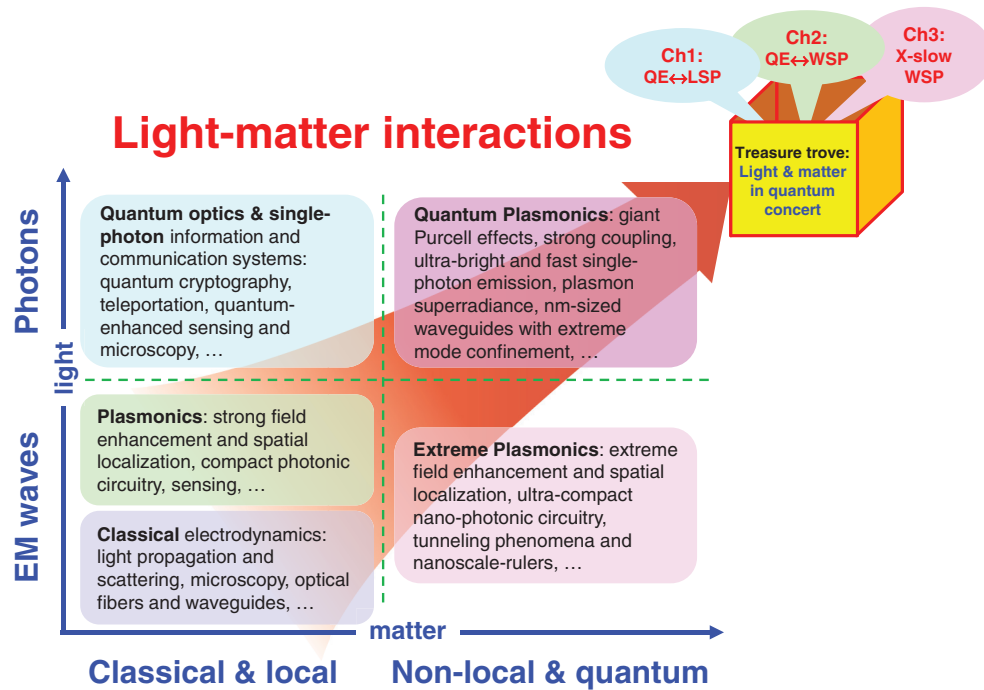 Ch1:
QE↔LSP
Ch2:
QE↔WSP
Ch3:
X-slow
WSP
Light-matter interactions
Treasure trove:
Light & matter
in quantum
concert
Photons
light
EM waves
Quantum optics & single-
photon information and
communication systems:
quantum cryptography,
teleportation, quantum-
enhanced sensing and
microscopy, …
Quantum Plasmonics: giant
Purcell effects, strong coupling,
ultra-bright and fast single-
photon emission, plasmon
superradiance, nm-sized
waveguides with extreme
mode confinement, …
Plasmonics: strong field
enhancement and spatial
localization, compact photonic
circuitry, sensing, …
Classical electrodynamics:
light propagation and
scattering, microscopy, optical
fibers and waveguides, …
Extreme Plasmonics: extreme
field enhancement and spatial
localization, ultra-compact
nano-photonic circuitry,
tunneling phenomena and
nanoscale-rulers, …
matter
Classical & local
Non-local & quantum